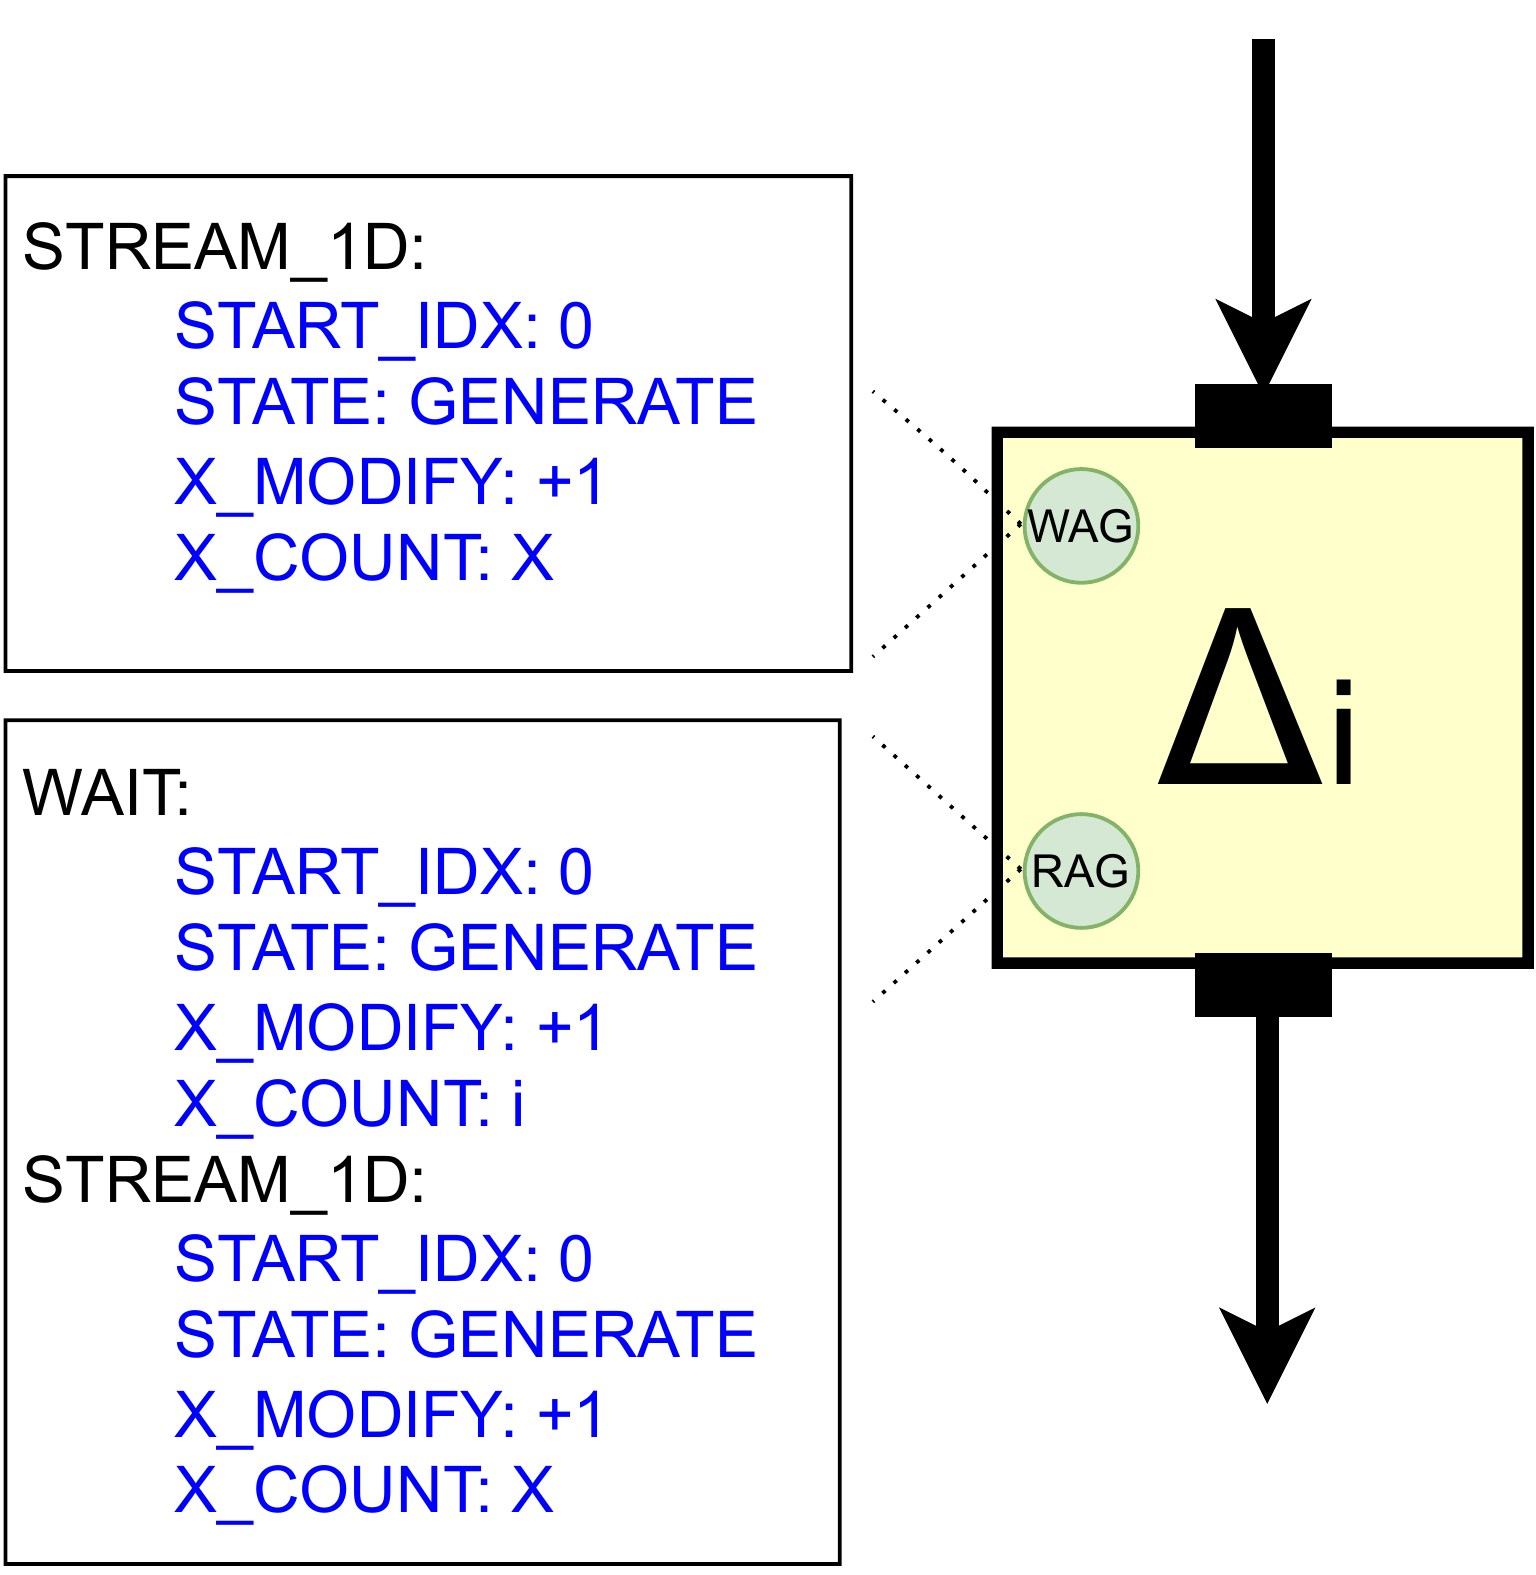 STREAM_1D:
START_IDX: 0
STATE: GENERATE
X_MODIFY: +1
X_COUNT: X
WAIT:
START_IDX: 0
STATE: GENERATE
X_MODIFY: +1
X_COUNT: i
STREAM_1D:
START_IDX: 0
STATE: GENERATE
X_MODIFY: +1
X_COUNT: X
WAG
Δi
RAG